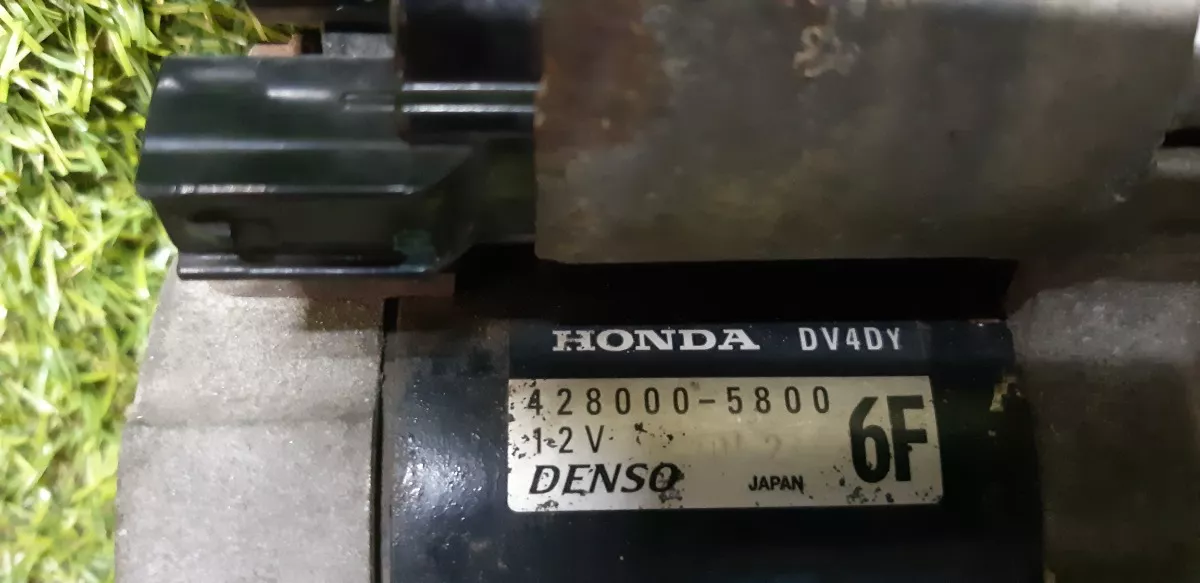 HONDA DV4DY
428000-5800
12V
6F
DENSO JAPAN